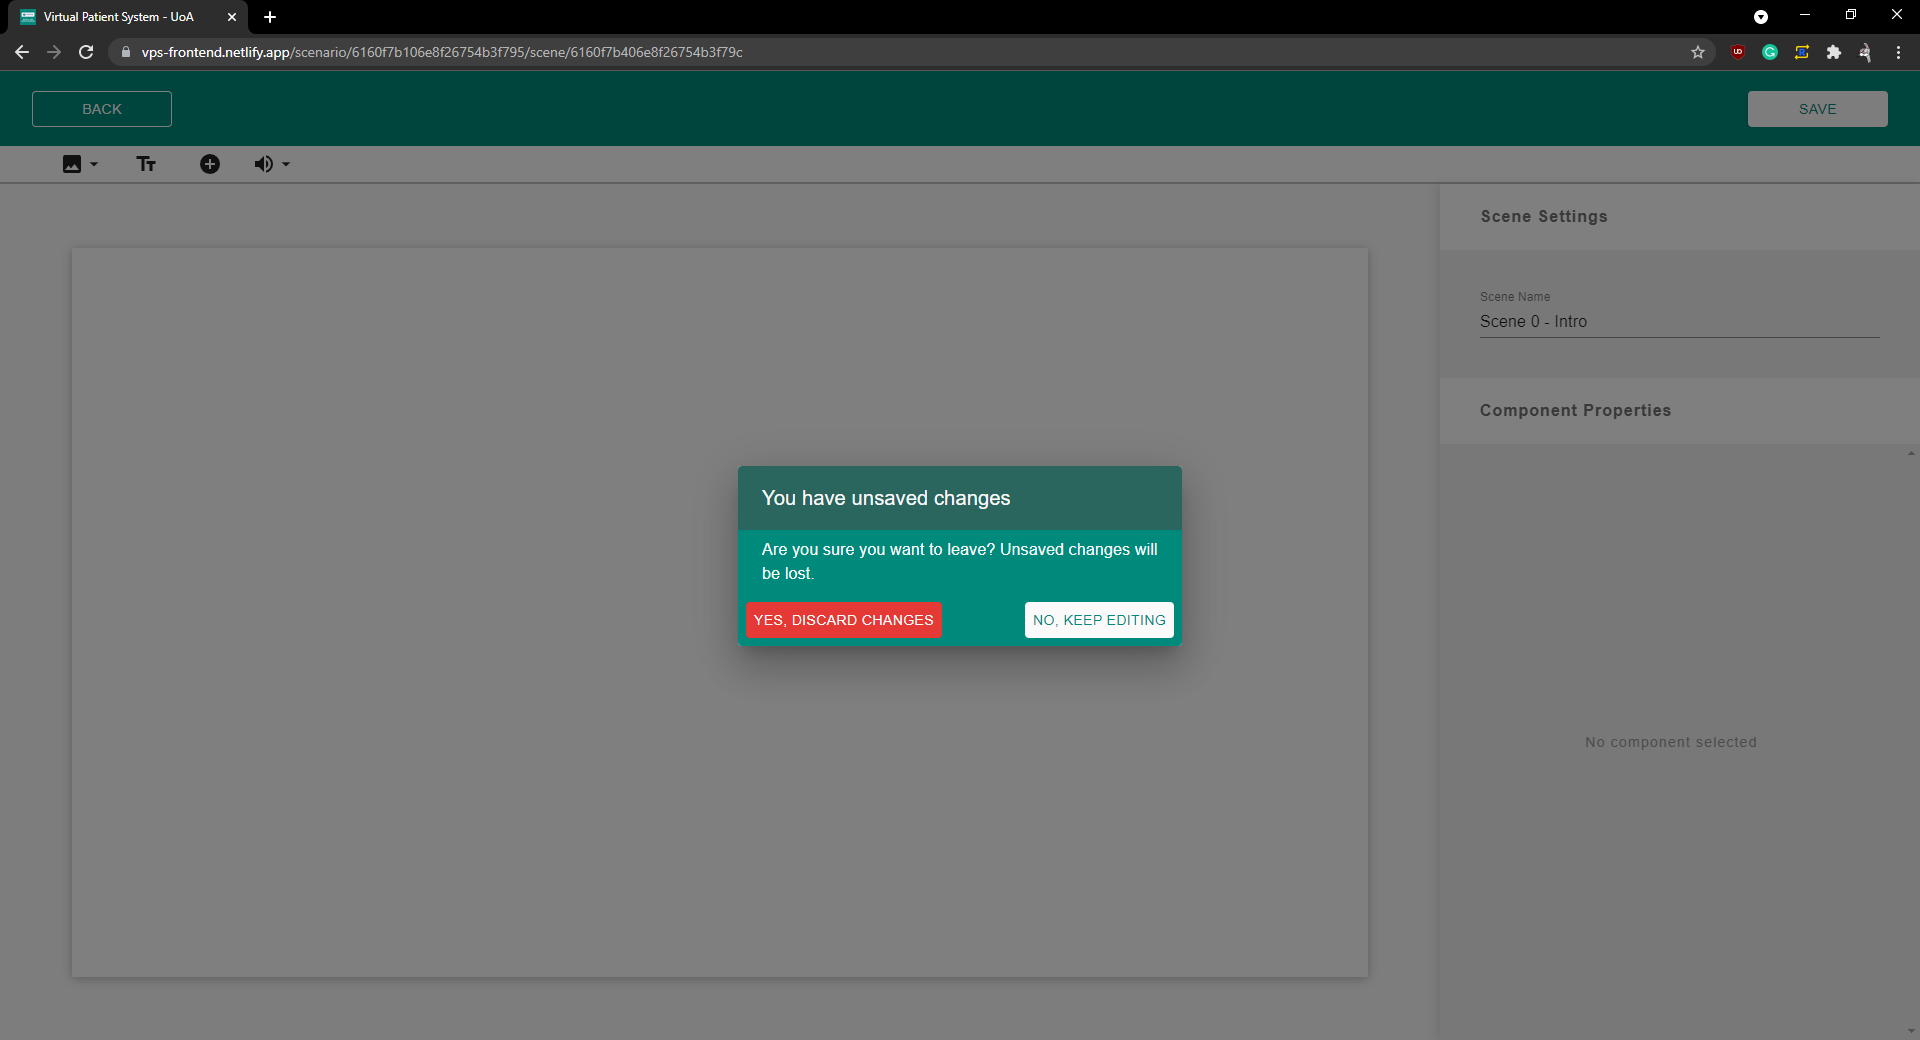 Virtual Patient System - UoA
vps-frontend.netlify.app/scenario/6160f7b106e8f26754b3f795/scene/6160f7b406e8f26754b3f79c
BACK
SAVE
Scene Settings
Scene Name
Scene 0 - Intro
Component Properties
You have unsaved changes
Are you sure you want to leave? Unsaved changes will
be lost.
YES, DISCARD CHANGES
NO, KEEP EDITING
No component selected